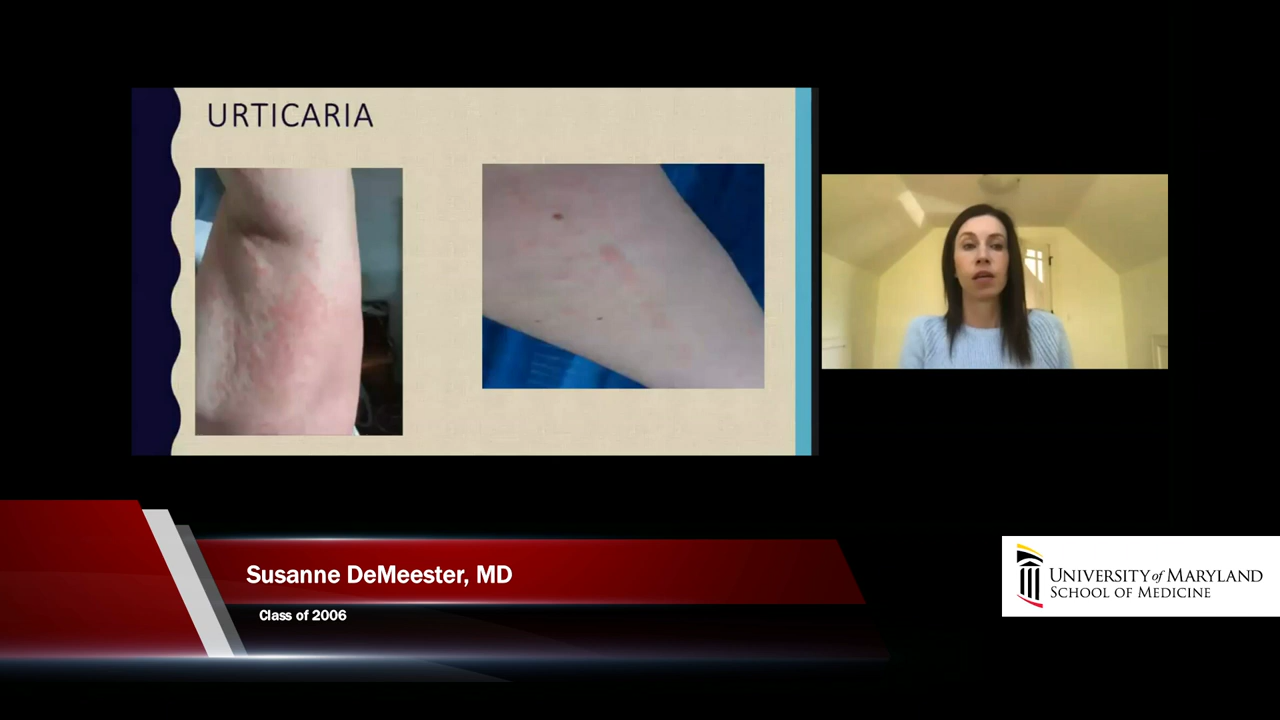 URTICARIA
Susanne DeMeester, MD
Class of 2006
UNIVERSITY of MARYLAND
SCHOOL OF MEDICINE